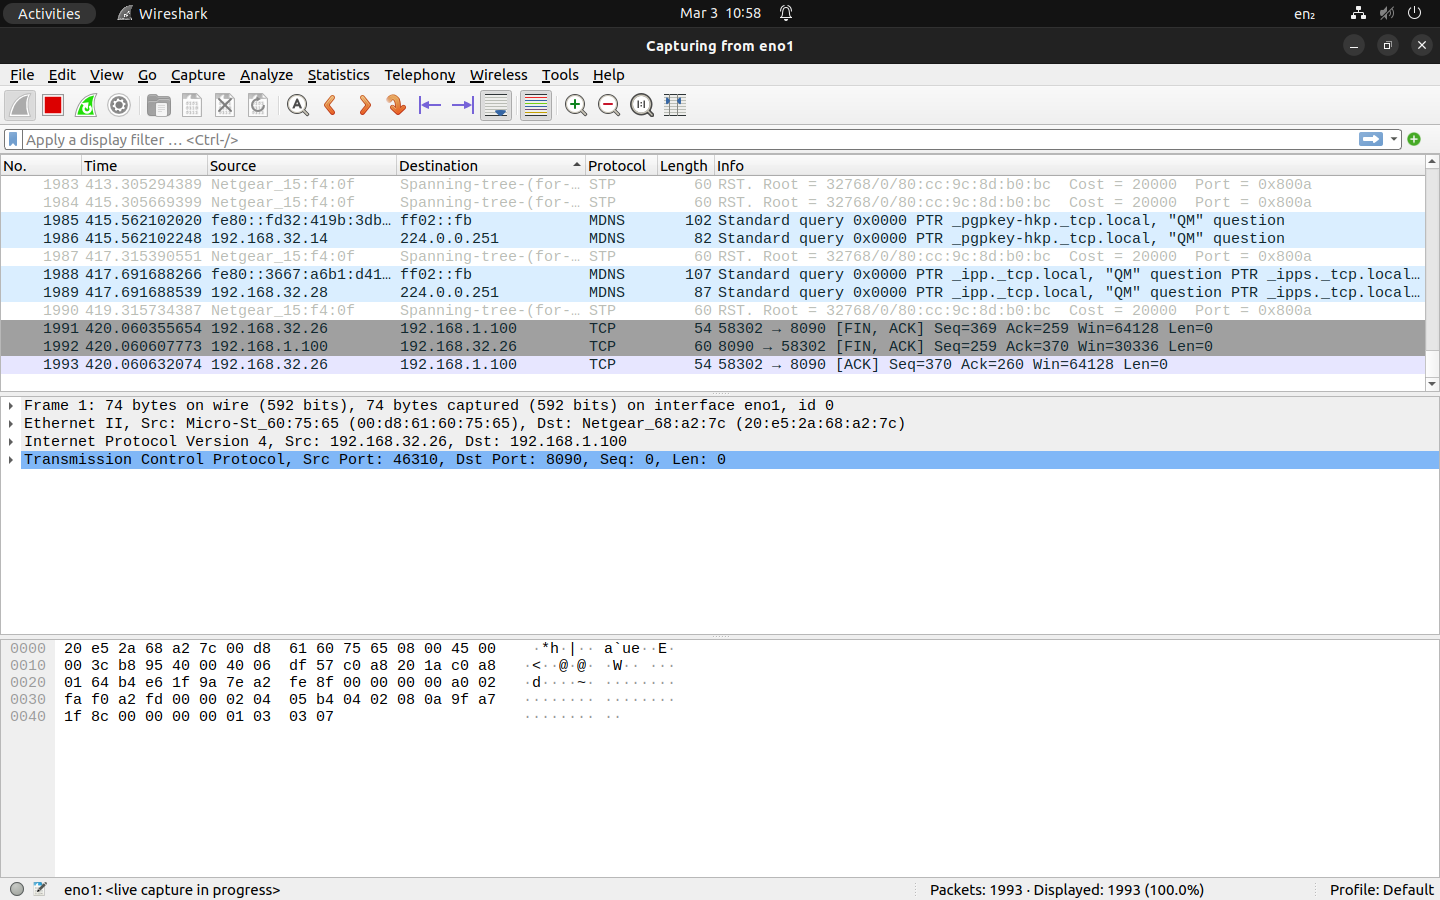 Activities Wireshark Mar 3 10:58 en₂
Capturing from eno1
File Edit View Go Capture Analyze Statistics Telephony Wireless Tools Help
Apply a display filter … <Ctrl-/>
No. Time Source Destination Protocol Length Info
1983 413.305294389 Netgear_15:f4:0f Spanning-tree-(for-… STP 60 RST. Root = 32768/0/80:cc:9c:8d:b0:bc Cost = 20000 Port = 0x800a
1984 415.305669399 Netgear_15:f4:0f Spanning-tree-(for-… STP 60 RST. Root = 32768/0/80:cc:9c:8d:b0:bc Cost = 20000 Port = 0x800a
1985 415.562102020 fe80::fd32:419b:3db… ff02::fb MDNS 102 Standard query 0x0000 PTR _pgpkey-hkp._tcp.local, "QM" question
1986 415.562102248 192.168.32.14 224.0.0.251 MDNS 82 Standard query 0x0000 PTR _pgpkey-hkp._tcp.local, "QM" question
1987 417.315390551 Netgear_15:f4:0f Spanning-tree-(for-… STP 60 RST. Root = 32768/0/80:cc:9c:8d:b0:bc Cost = 20000 Port = 0x800a
1988 417.691688266 fe80::3667:a6b1:d41… ff02::fb MDNS 107 Standard query 0x0000 PTR _ipp._tcp.local, "QM" question PTR _ipps._tcp.local…
1989 417.691688539 192.168.32.28 224.0.0.251 MDNS 87 Standard query 0x0000 PTR _ipp._tcp.local, "QM" question PTR _ipps._tcp.local…
1990 419.315734387 Netgear_15:f4:0f Spanning-tree-(for-… STP 60 RST. Root = 32768/0/80:cc:9c:8d:b0:bc Cost = 20000 Port = 0x800a
1991 420.060355654 192.168.32.26 192.168.1.100 TCP 54 58302 → 8090 [FIN, ACK] Seq=369 Ack=259 Win=64128 Len=0
1992 420.060607773 192.168.1.100 192.168.32.26 TCP 60 8090 → 58302 [FIN, ACK] Seq=259 Ack=370 Win=30336 Len=0
1993 420.060632074 192.168.32.26 192.168.1.100 TCP 54 58302 → 8090 [ACK] Seq=370 Ack=260 Win=64128 Len=0
Frame 1: 74 bytes on wire (592 bits), 74 bytes captured (592 bits) on interface eno1, id 0
Ethernet II, Src: Micro-St_60:75:65 (00:d8:61:60:75:65), Dst: Netgear_68:a2:7c (20:e5:2a:68:a2:7c)
Internet Protocol Version 4, Src: 192.168.32.26, Dst: 192.168.1.100
Transmission Control Protocol, Src Port: 46310, Dst Port: 8090, Seq: 0, Len: 0
0000 20 e5 2a 68 a2 7c 00 d8 61 60 75 65 08 00 45 00 ·*h·|·· a`ue··E·
0010 00 3c b8 95 40 00 40 06 df 57 c0 a8 20 1a c0 a8 ·<··@·@· ·W·· ···
0020 01 64 b4 e6 1f 9a 7e a2 fe 8f 00 00 00 00 a0 02 ·d····~· ········
0030 fa f0 a2 fd 00 00 02 04 05 b4 04 02 08 0a 9f a7 ········ ········
0040 1f 8c 00 00 00 00 01 03 03 07 ········ ··
eno1: <live capture in progress> Packets: 1993 · Displayed: 1993 (100.0%) Profile: Default